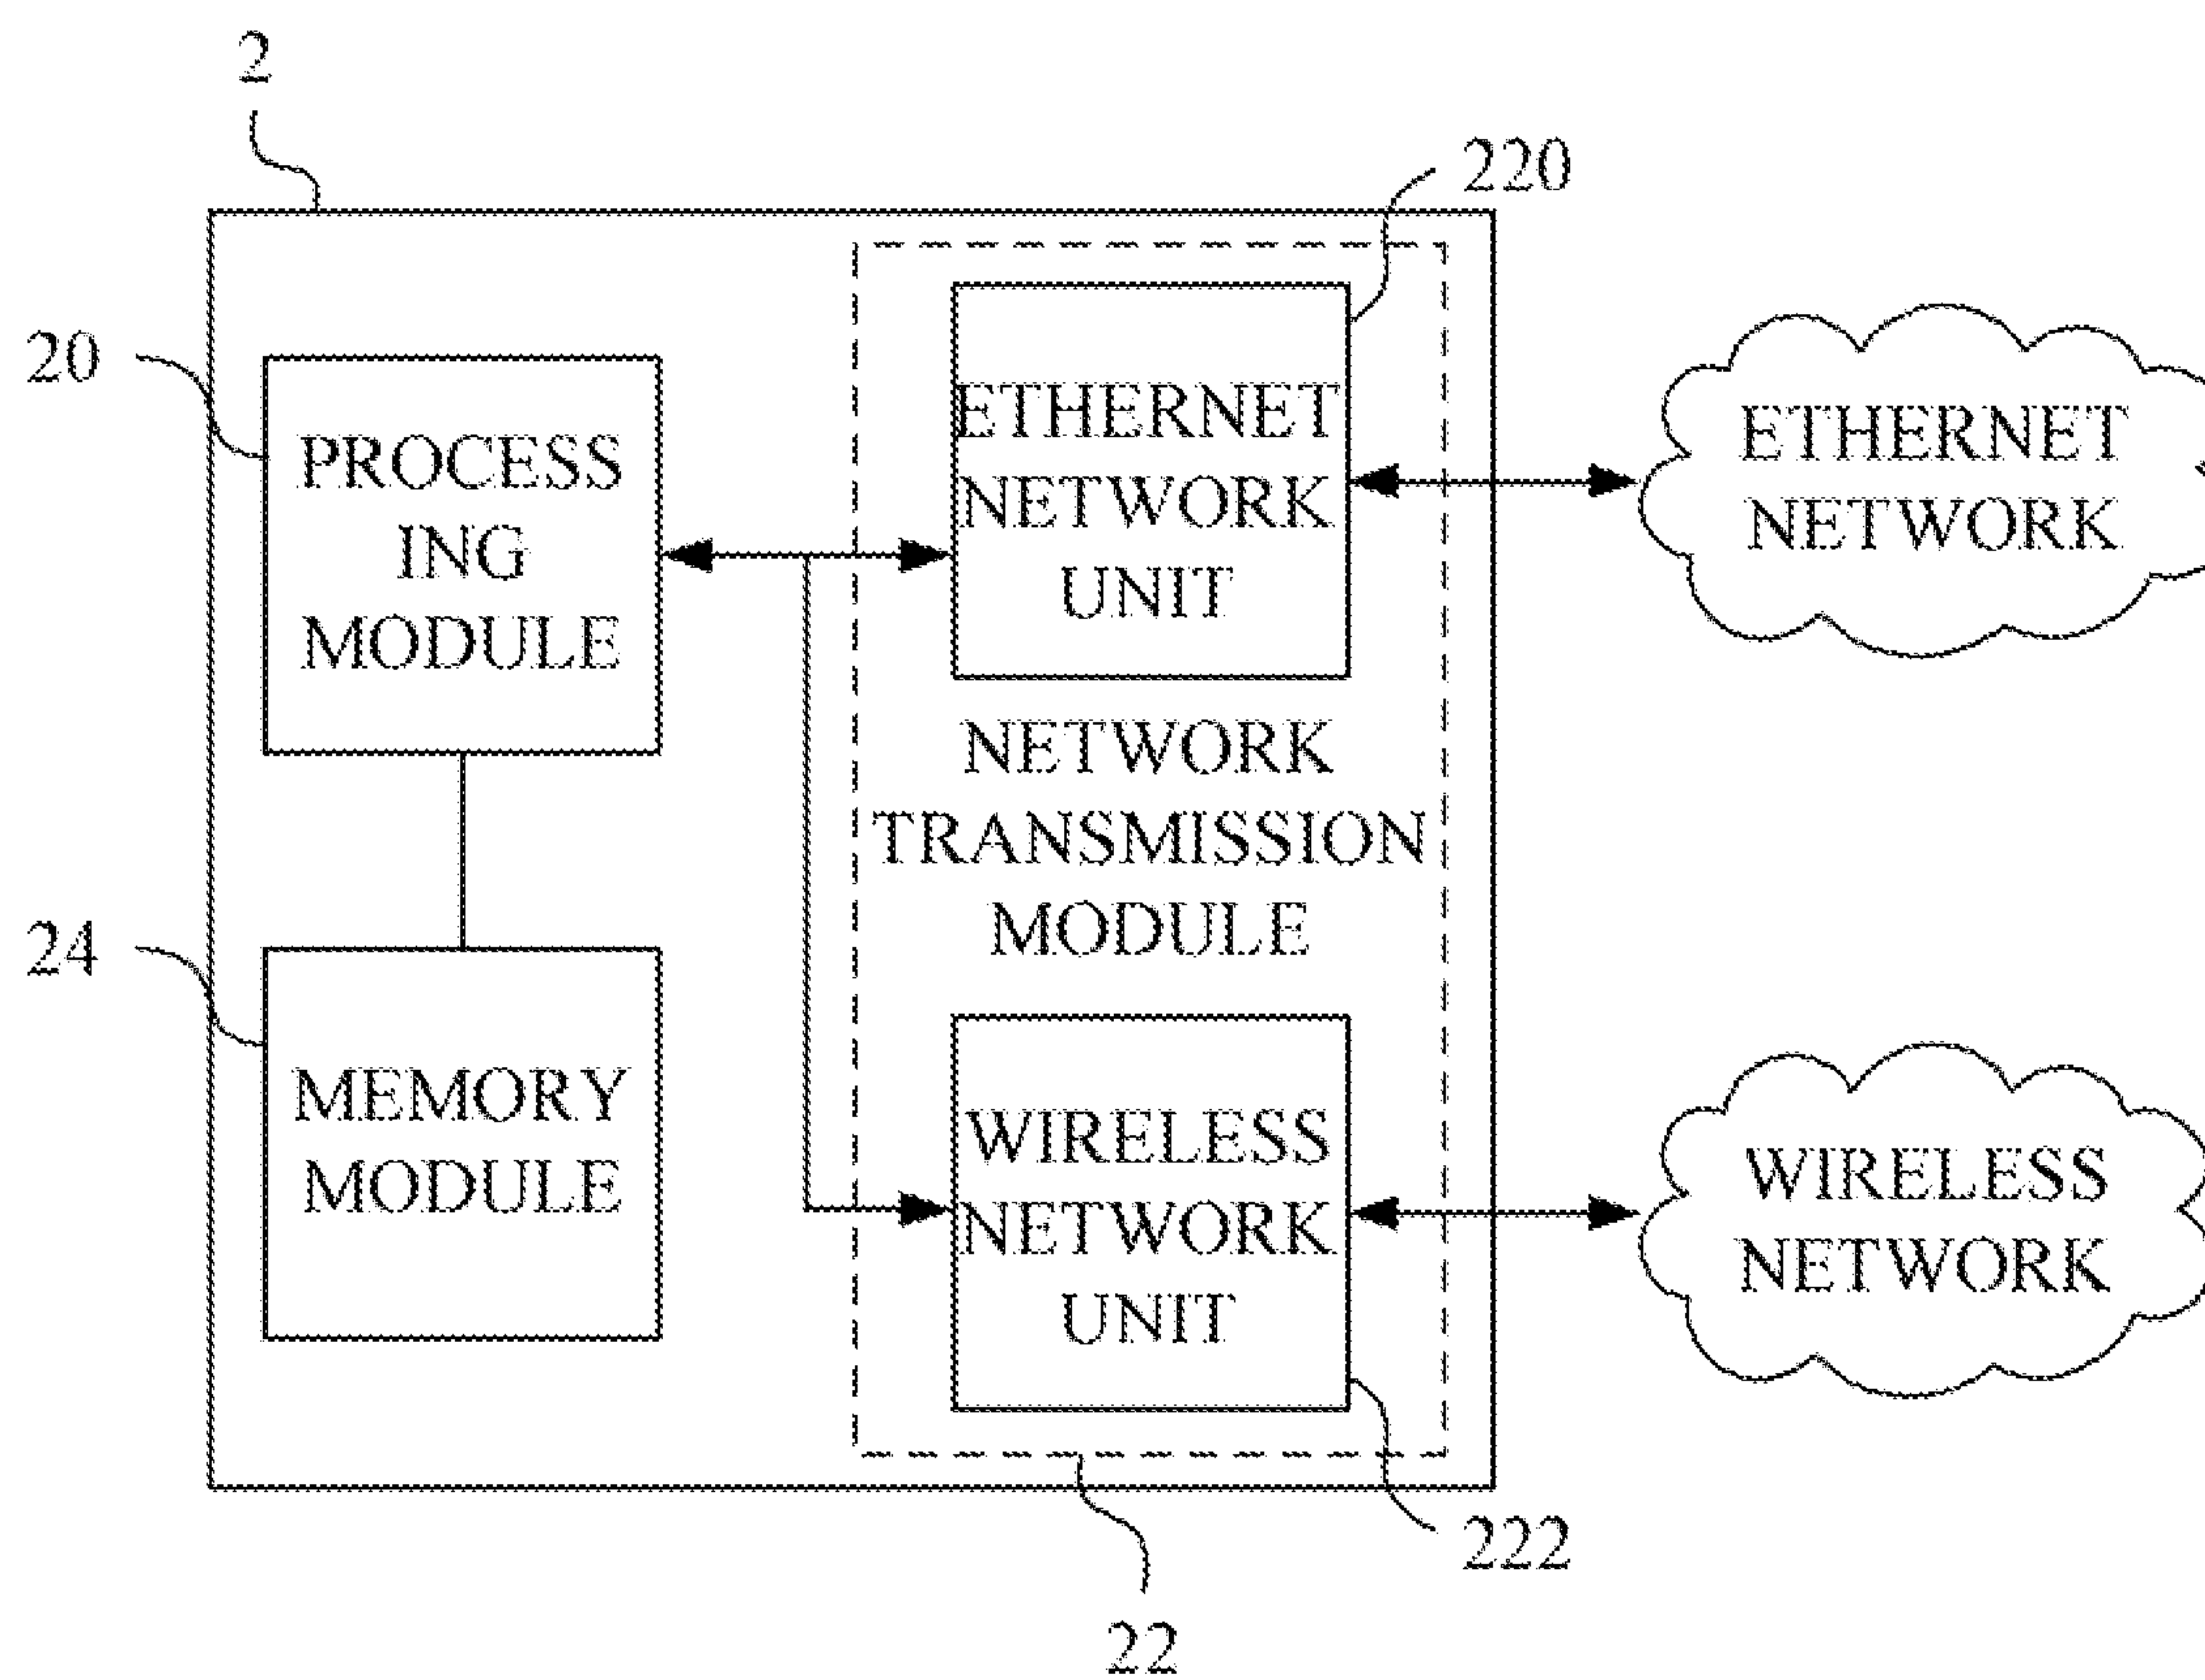 2
220
20
PROCESS
ING
MODULE
ETHERNET
NETWORK
UNIT
ETHERNET
NETWORK
NETWORK
TRANSMISSION
MODULE
24
MEMORY
MODULE
WIRELESS
NETWORK
UNIT
WIRELESS
NETWORK
222
22